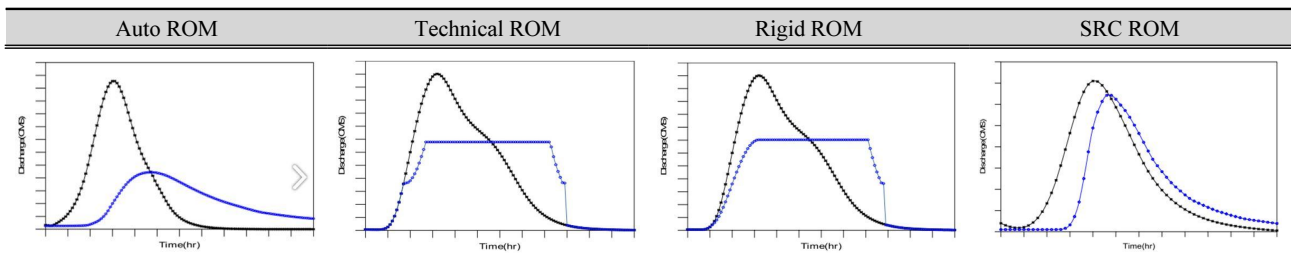 Auto ROM Technical ROM Rigid ROM SRC ROM
Discharge(CMS) Discharge(CMS) Discharge(CMS) Discharge(CMS)
Time(hr) Time(hr) Time(hr) Time(hr)